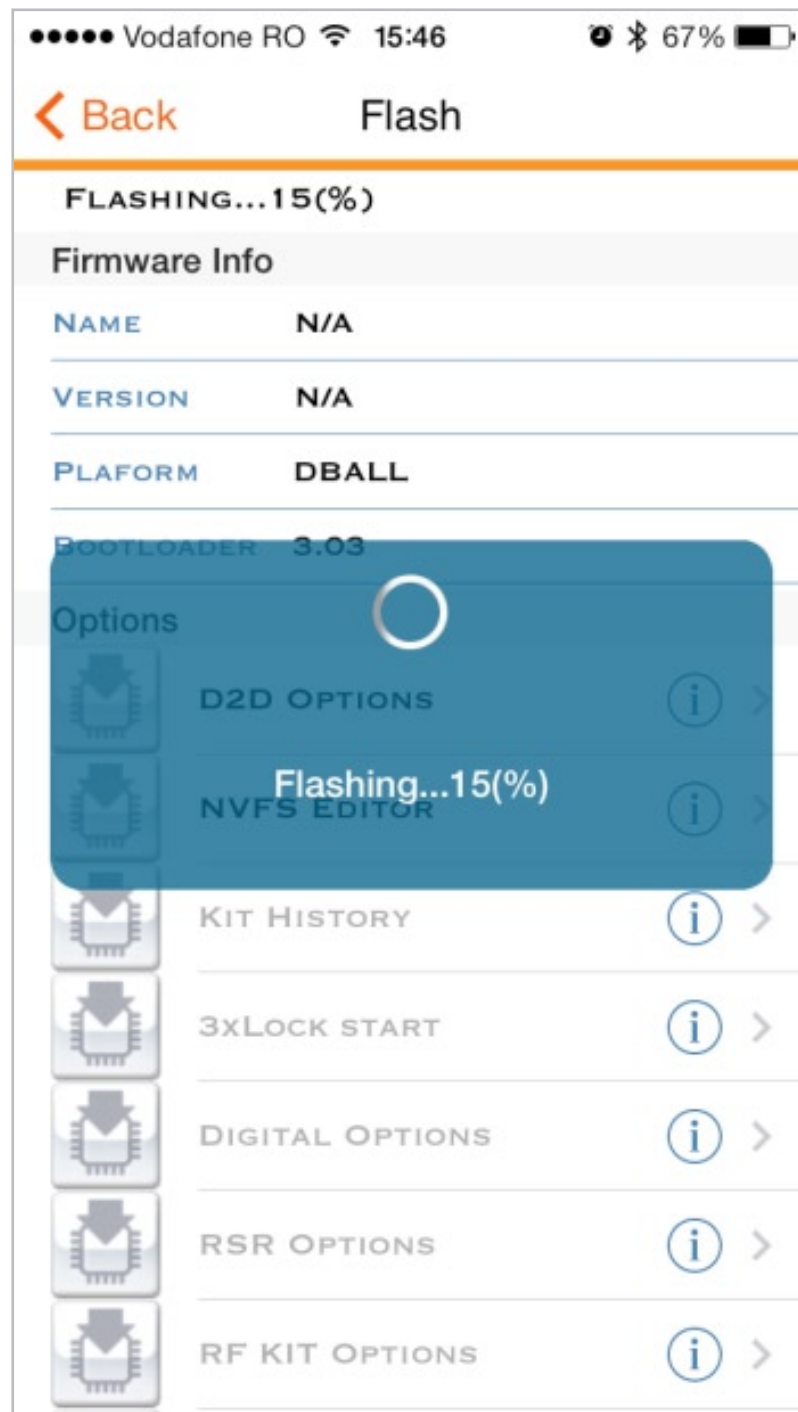 Vodafone RO 15:46 67%
Back Flash
FLASHING...15(%)
Firmware Info
NAME N/A
VERSION N/A
PLAFORM DBALL
BOOTLOADER 3.03
Options
D2D OPTIONS
Flashing...15(%)
NVFS EDITOR
KIT HISTORY
3XLOCK START
DIGITAL OPTIONS
RSR OPTIONS
RF KIT OPTIONS